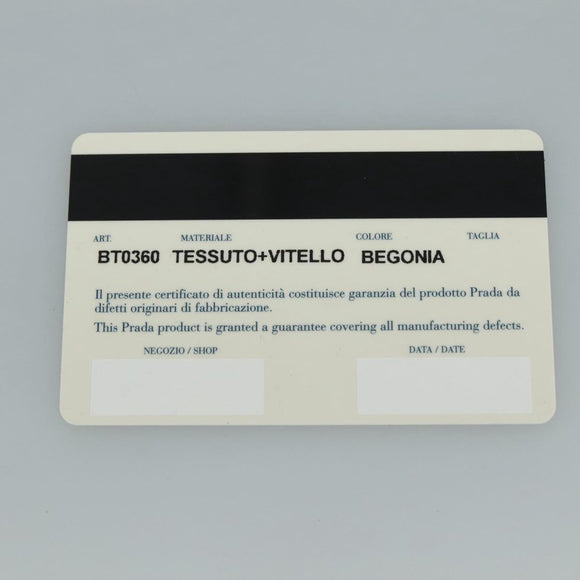 ART. MATERIALE COLORE TAGLIA
BT0360 TESSUTO+VITELLO BEGONIA
Il presente certificato di autenticità costituisce garanzia del prodotto Prada da
difetti originari di fabbricazione.
This Prada product is granted a guarantee covering all manufacturing defects.
NEGOZIO / SHOP DATA / DATE